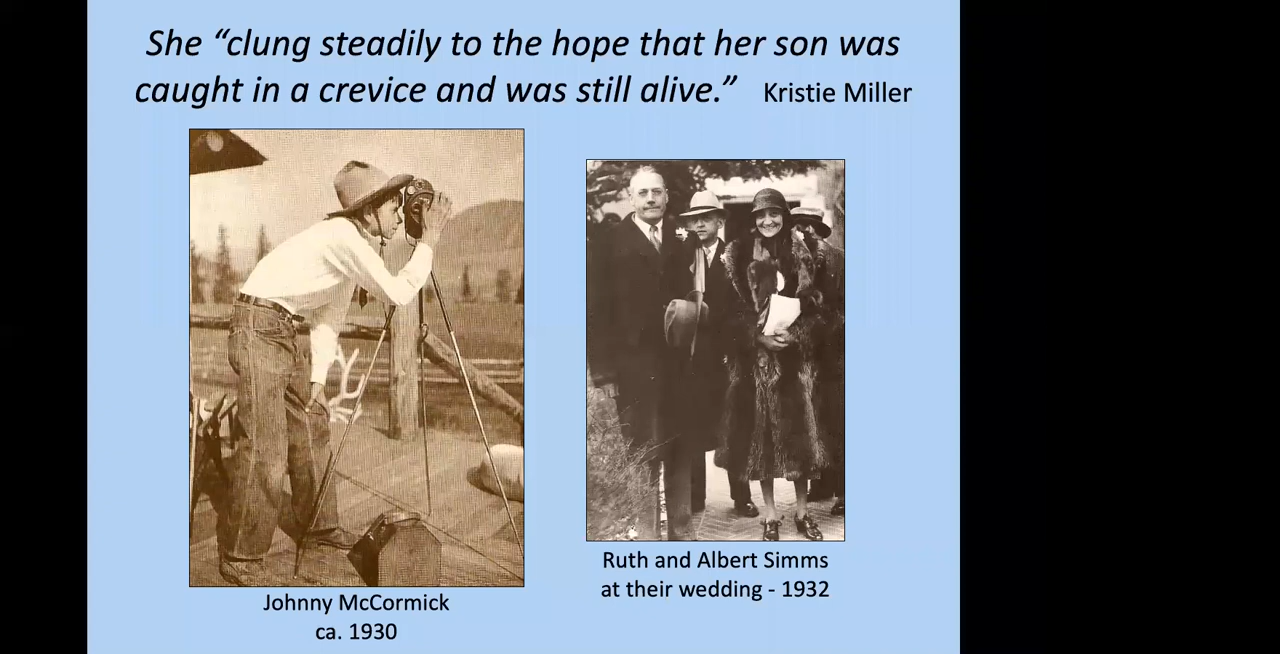 She “clung steadily to the hope that her son was
caught in a crevice and was still alive.” Kristie Miller
Johnny McCormick
ca. 1930
Ruth and Albert Simms
at their wedding - 1932